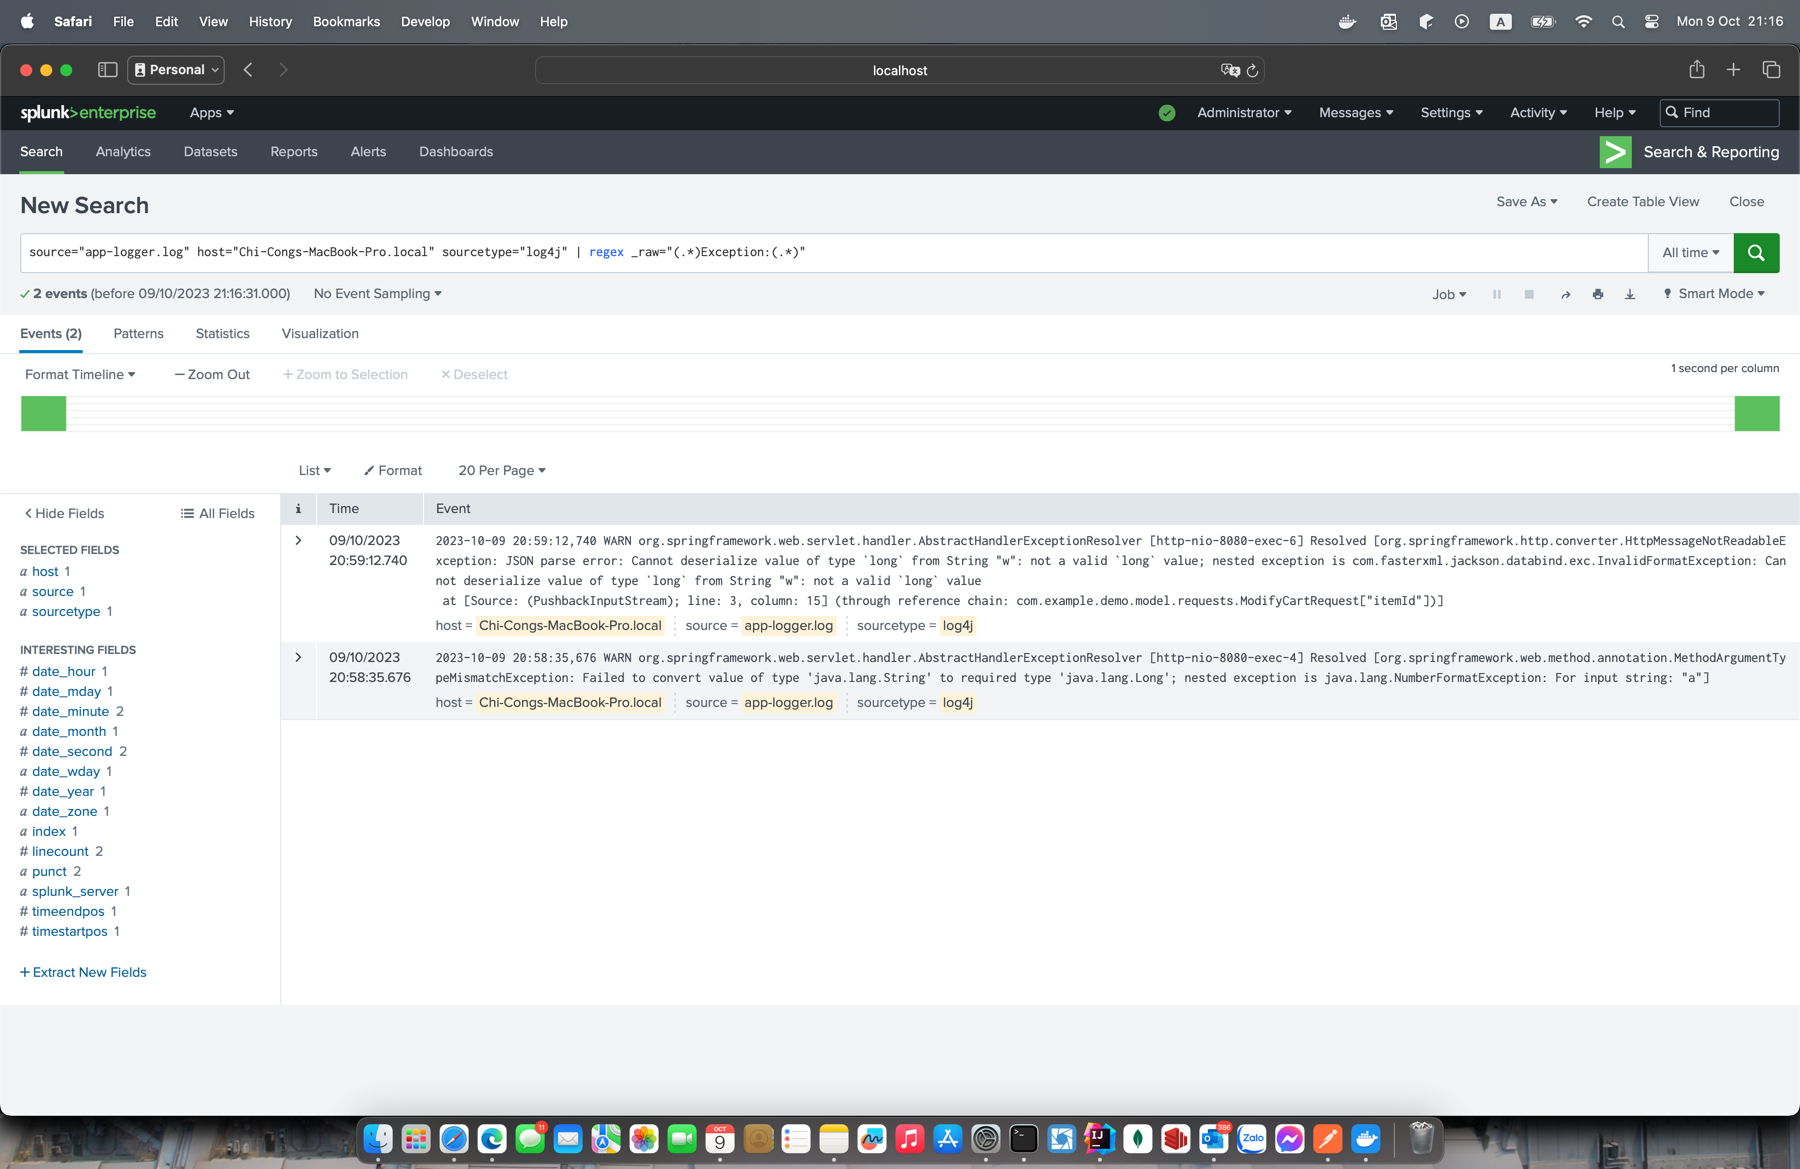 Safari File Edit View History Bookmarks Develop Window Help A Mon 9 Oct 21:16
Personal localhost
splunk>enterprise Apps Administrator Messages Settings Activity Help Find
Search Analytics Datasets Reports Alerts Dashboards Search & Reporting
New Search Save As Create Table View Close
source="app-logger.log" host="Chi-Congs-MacBook-Pro.local" sourcetype="log4j" | regex _raw="(.*)Exception:(.*)" All time
2 events (before 09/10/2023 21:16:31.000) No Event Sampling Job Smart Mode
Events (2) Patterns Statistics Visualization
Format Timeline — Zoom Out + Zoom to Selection × Deselect 1 second per column
List Format 20 Per Page
< Hide Fields All Fields
SELECTED FIELDS
a host 1
a source 1
a sourcetype 1
INTERESTING FIELDS
# date_hour 1
# date_mday 1
# date_minute 2
a date_month 1
# date_second 2
a date_wday 1
# date_year 1
a date_zone 1
a index 1
# linecount 2
a punct 2
a splunk_server 1
# timeendpos 1
# timestartpos 1
+ Extract New Fields
i Time Event
> 09/10/2023
20:59:12.740
2023-10-09 20:59:12,740 WARN org.springframework.web.servlet.handler.AbstractHandlerExceptionResolver [http-nio-8080-exec-6] Resolved [org.springframework.http.converter.HttpMessageNotReadableE
xception: JSON parse error: Cannot deserialize value of type `long` from String "w": not a valid `long` value; nested exception is com.fasterxml.jackson.databind.exc.InvalidFormatException: Can
not deserialize value of type `long` from String "w": not a valid `long` value
at [Source: (PushbackInputStream); line: 3, column: 15] (through reference chain: com.example.demo.model.requests.ModifyCartRequest["itemId"])]
host = Chi-Congs-MacBook-Pro.local source = app-logger.log sourcetype = log4j
> 09/10/2023
20:58:35.676
2023-10-09 20:58:35,676 WARN org.springframework.web.servlet.handler.AbstractHandlerExceptionResolver [http-nio-8080-exec-4] Resolved [org.springframework.web.method.annotation.MethodArgumentTy
peMismatchException: Failed to convert value of type 'java.lang.String' to required type 'java.lang.Long'; nested exception is java.lang.NumberFormatException: For input string: "a"]
host = Chi-Congs-MacBook-Pro.local source = app-logger.log sourcetype = log4j
11 OCT 9 IJ 386 Zalo